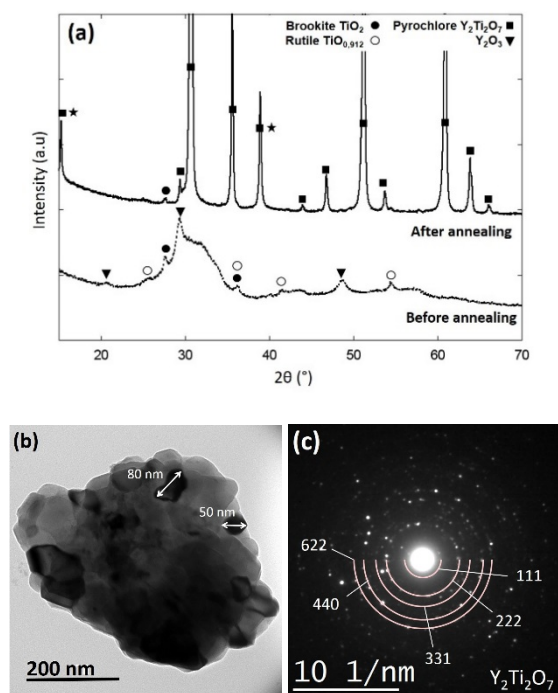 (a)
Brookite TiO₂ ● Pyrochlore Y₂Ti₂O₇ ■
Rutile TiO₀,₉₁₂ ○ Y₂O₃ ▼
Intensity (a.u)
After annealing
Before annealing
20 30 40 50 60 70
2θ (°)
(b)
80 nm
50 nm
200 nm
(c)
622
440
111
222
331
10 1/nm
Y₂Ti₂O₇